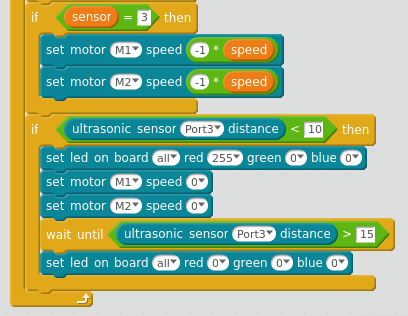 if sensor = 3 then
set motor M1 speed -1 * speed
set motor M2 speed -1 * speed
if ultrasonic sensor Port3 distance < 10 then
set led on board all red 255 green 0 blue 0
set motor M1 speed 0
set motor M2 speed 0
wait until ultrasonic sensor Port3 distance > 15
set led on board all red 0 green 0 blue 0